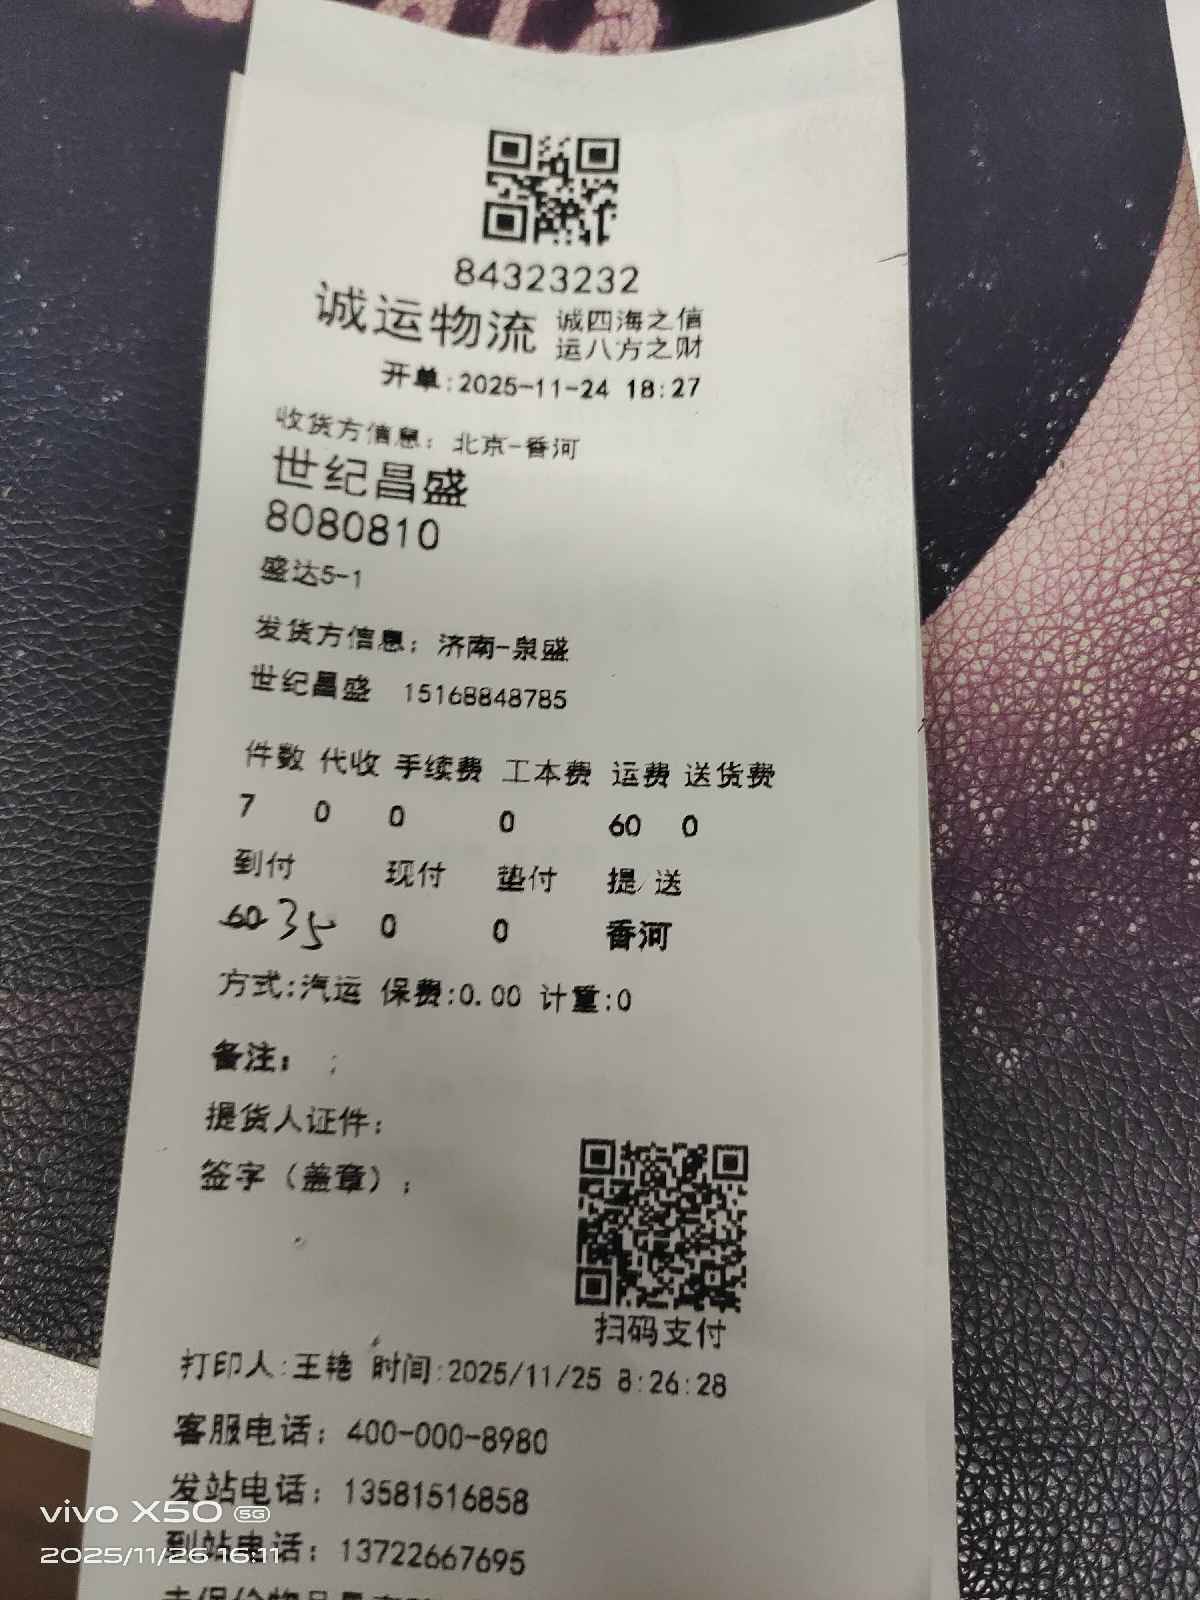 84323232
诚运物流 诚四海之信
运八方之财
开单:2025-11-24 18:27
收货方信息：北京-香河
世纪昌盛
8080810
盛达5-1
发货方信息：济南-泉盛
世纪昌盛 15168848785
件数 代收 手续费 工本费 运费 送货费
7 0 0 0 60 0
到付 现付 垫付 提/送
60 35 0 0 香河
方式:汽运 保费:0.00 计重:0
备注： ;
提货人证件:
签字（盖章）:
扫码支付
打印人:王艳 时间:2025/11/25 8:26:28
客服电话：400-000-8980
发站电话：13581516858
到站电话：13722667695
vivo X50 5G
2025/11/26 16:11